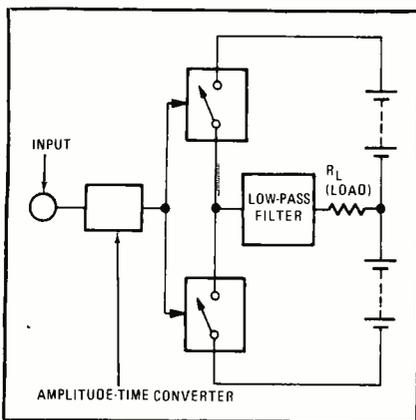 INPUT
LOW-PASS
FILTER
R_L
(LOAD)
AMPLITUDE-TIME CONVERTER